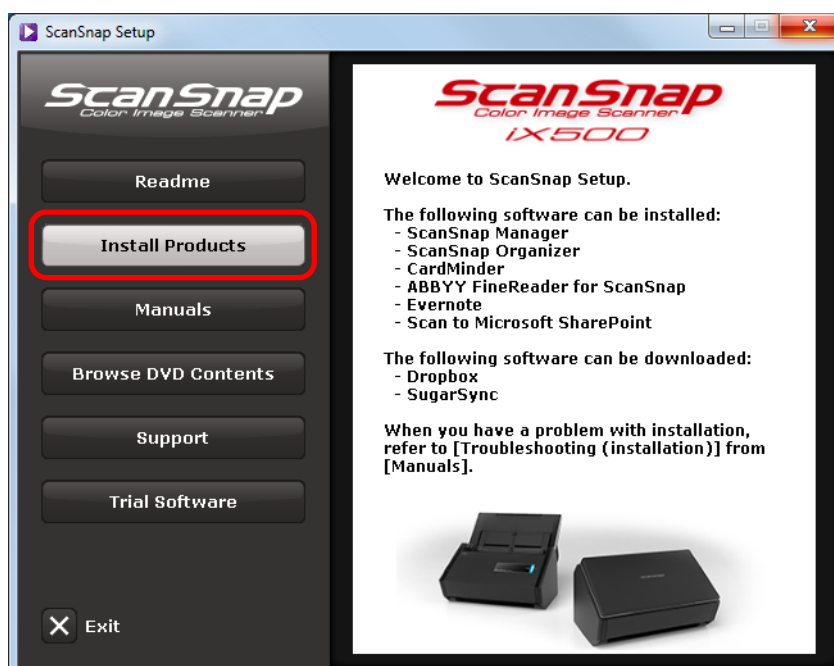 ScanSnap Setup
ScanSnap
Color Image Scanner
Readme
Install Products
Manuals
Browse DVD Contents
Support
Trial Software
Exit
ScanSnap
Color Image Scanner
iX500
Welcome to ScanSnap Setup.
The following software can be installed:
- ScanSnap Manager
- ScanSnap Organizer
- CardMinder
- ABBYY FineReader for ScanSnap
- Evernote
- Scan to Microsoft SharePoint
The following software can be downloaded:
- Dropbox
- SugarSync
When you have a problem with installation,
refer to [Troubleshooting (installation)] from
[Manuals].